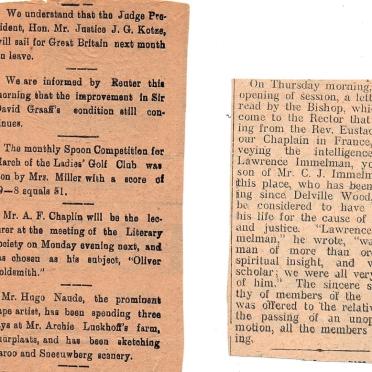 We understand that the Judge Pre-
ident, Hon. Mr. Justice J. G. Kotze,
vill sail for Great Britain next month
on leave.
We are informed by Reuter this
morning that the improvement in Sir
David Graaff's condition still con-
inues.
The monthly Spoon Competition for
March of the Ladies' Golf Club was
on by Mrs. Miller with a score of
9—8 equals 51.
Mr. A. F. Chaplin will be the lec-
urer at the meeting of the Literary
ociety on Monday evening next, and
as chosen as his subject, "Oliver
oldsmith."
Mr. Hugo Naude, the prominent
ape artist, has been spending three
ys at Mr. Archie Luckhoff's farm,
urplaats, and has been sketching
aroo and Sneeuwberg scenery.
On Thursday morning,
opening of session, a lett
read by the Bishop, whic
come to the Rector that
ing from the Rev. Eustac
our Chaplain in France,
veying the intelligence
Lawrence Immelman, yo
son of Mr. C. J. Immelm
this place, who has been
ing since Delville Wood,
be considered to have
his life for the cause of
and justice. "Lawrence
melman," he wrote, "wa
man of more than or
spiritual insight, and v
scholar; we were all very
of him." The sincere s
thy of members of the
was offered to the relativ
the passing of an unop
motion, all the members
ing.